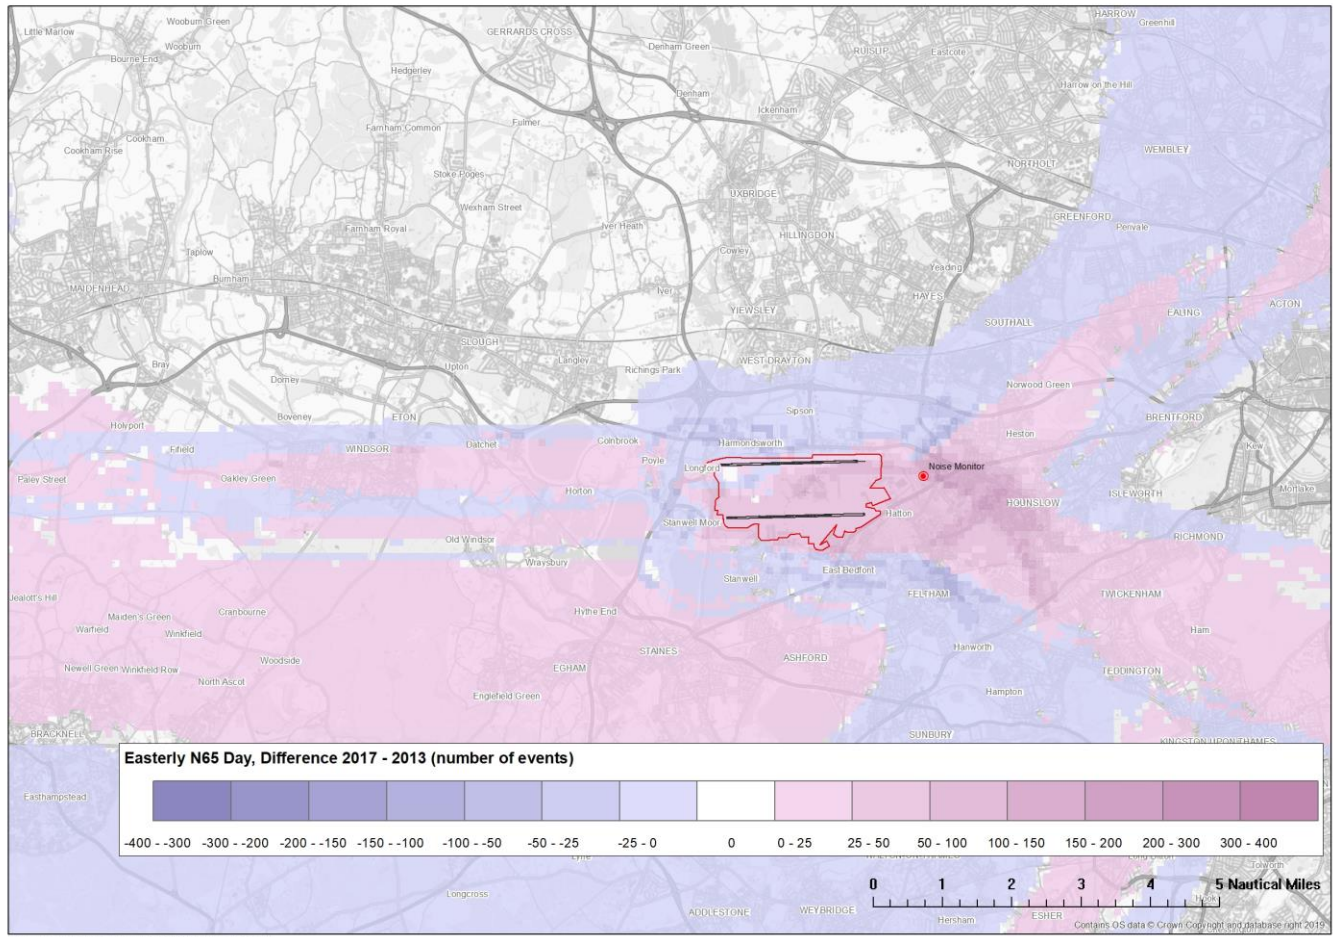 HARROW
Wooburn Green
Greenhill
Little Marlow
GERRARDS CROSS
Wooburn
Denham Green
RUISLIP
Eastcote
Bourne End
Hedgerley
Harrow on the Hill
Denham
Ickenham
Fulmer
Farnham Common
Cookham
Cookham Rise
WEMBLEY
NORTHOLT
Stoke Poges
UXBRIDGE
Wexham Street
GREENFORD
Iver Heath
Farnham Royal
Perivale
HILLINGDON
Taplow
Cowley
Yeading
Burnham
MAIDENHEAD
Iver
HAYES
ACTON
YIEWSLEY
EALING
SOUTHALL
SLOUGH
Langley
WEST DRAYTON
Bray
Upton
Richings Park
Dorney
Norwood Green
Sipson
Boveney
ETON
BRENTFORD
Holyport
Heston
Colnbrook
Harmondsworth
Datchet
Kew
Fifield
WINDSOR
Poyle
Longford
Noise Monitor
Paley Street
Oakley Green
Horton
ISLEWORTH
Mortlake
HOUNSLOW
Hatton
Stanwell Moor
RICHMOND
Old Windsor
Wraysbury
East Bedfont
Stanwell
FELTHAM
TWICKENHAM
Jealott's Hill
Cranbourne
Hythe End
Maiden's Green
Warfield
Winkfield
Ham
Hanworth
STAINES
ASHFORD
Woodside
Newell Green
Winkfield Row
EGHAM
TEDDINGTON
North Ascot
Englefield Green
Hampton
BRACKNELL
SUNBURY
KINGSTON UPON THAMES
Easterly N65 Day, Difference 2017 - 2013 (number of events)
Easthampstead
-400 - -300 -300 - -200 -200 - -150 -150 - -100 -100 - -50 -50 - -25 -25 - 0 0 0 - 25 25 - 50 50 - 100 100 - 150 150 - 200 200 - 300 300 - 400
Tolworth
0 1 2 3 4 5 Nautical Miles
Longcross
Hook
ADDLESTONE
WEYBRIDGE
ESHER
Hersham
Contains OS data © Crown Copyright and database right 2019